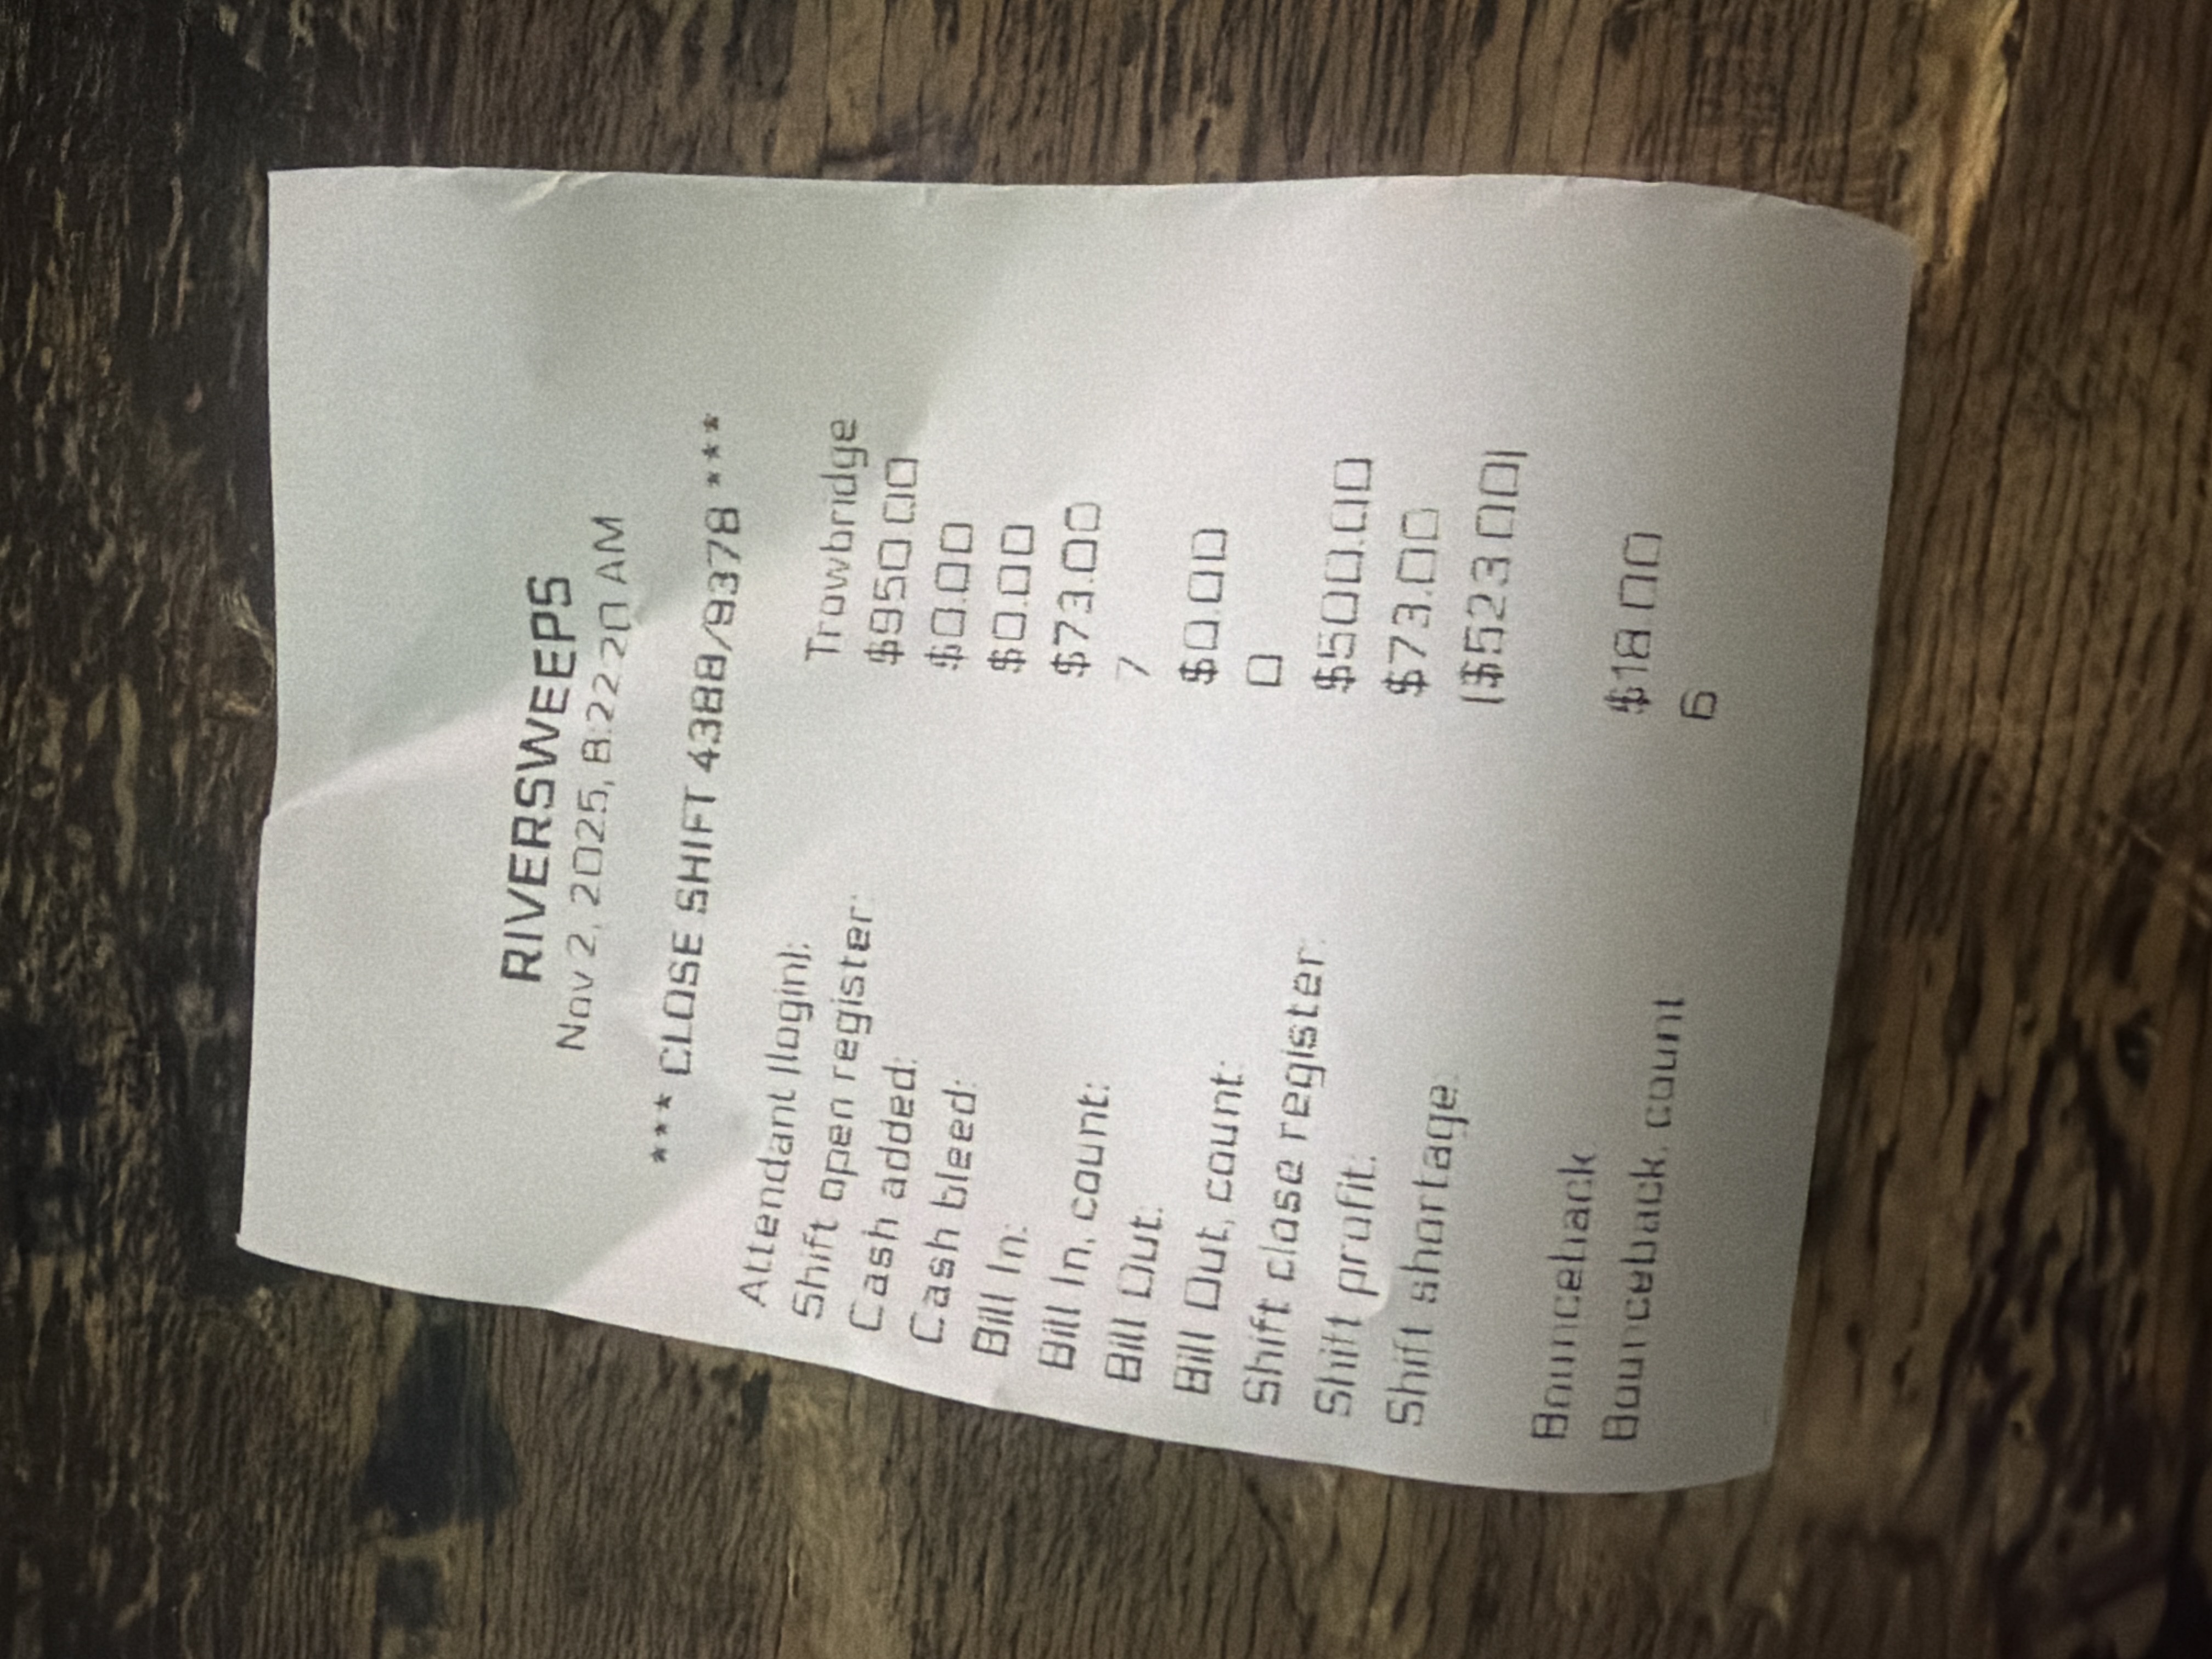 RIVERSWEEPS
Nov 2, 2025, 8:22:20 AM
*** CLOSE SHIFT 4388/9378 ***
Attendant (login): Trowbridge
Shift open register: $950.00
Cash added: $0.00
Cash bleed: $0.00
Bill In: $73.00
Bill In, count: 7
Bill Out: $0.00
Bill Out, count: 0
Shift close register: $500.00
Shift profit: $73.00
Shift shortage: ($523.00)
Bounceback $18.00
Bounceback, count 6